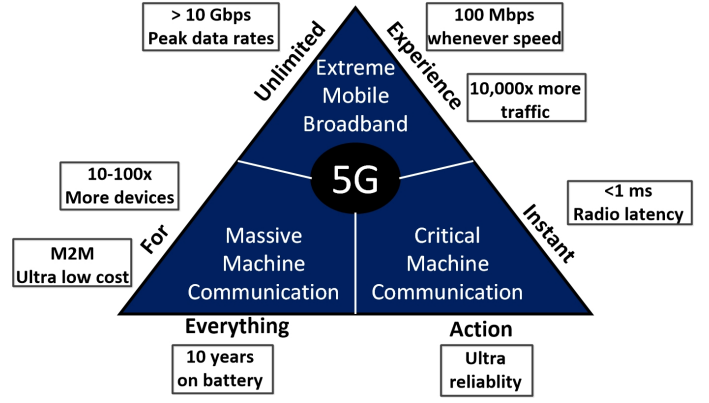 > 10 Gbps
Peak data rates
100 Mbps
whenever speed
Unlimited
Experience
Extreme
Mobile
Broadband
10,000x more
traffic
5G
10-100x
More devices
<1 ms
Radio latency
For
Instant
M2M
Ultra low cost
Massive
Machine
Communication
Critical
Machine
Communication
Everything
Action
10 years
on battery
Ultra
reliablity